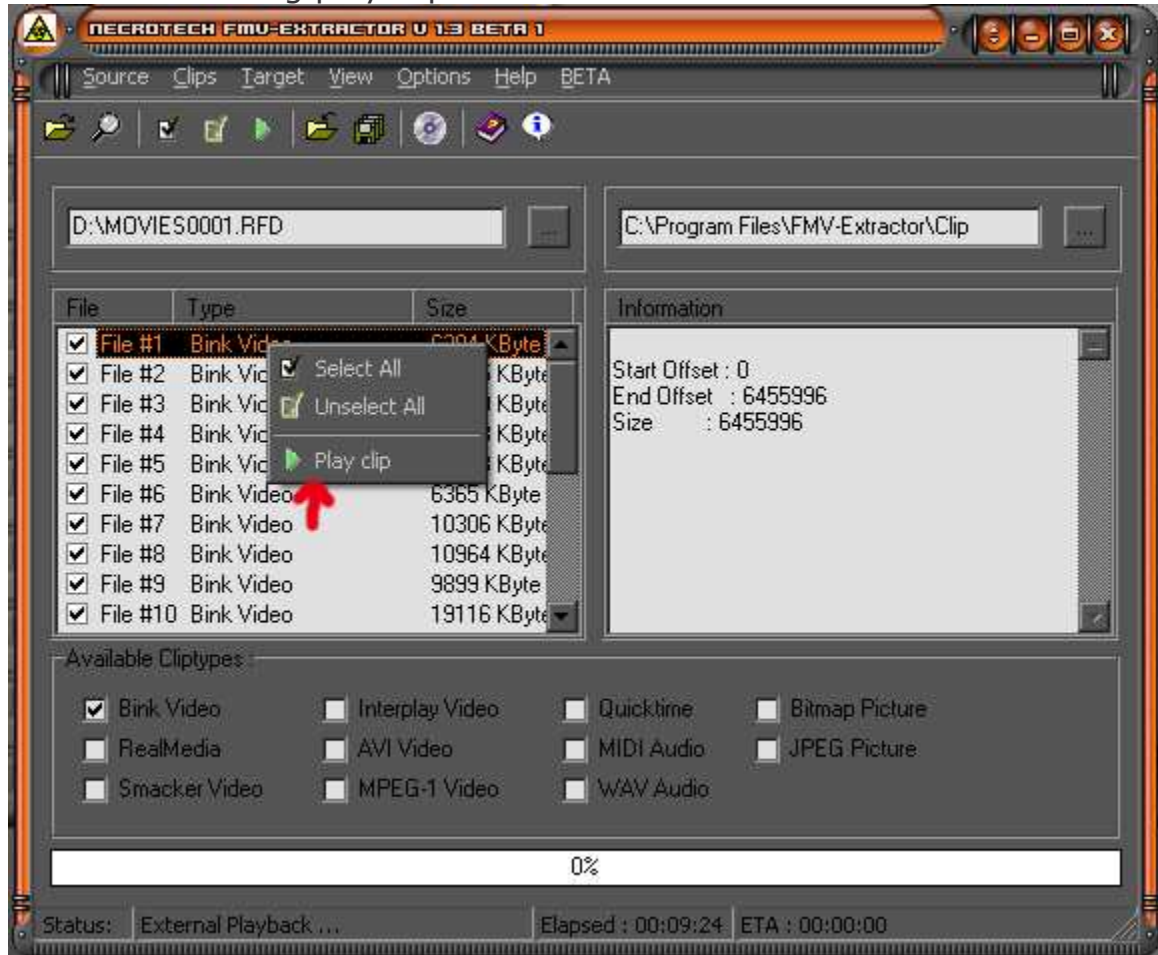 NECROTECH FMV-EXTRACTOR V 1.3 BETA 1
Source Clips Target View Options Help BETA
D:\MOVIES0001.RFD
...
C:\Program Files\FMV-Extractor\Clip
...
File Type Size
Information
File #1 Bink Video KByte
File #2 Bink Vid KByte
File #3 Bink Vid KByte
File #4 Bink Vid KByte
File #5 Bink Vid KByte
File #6 Bink Video 6365 KByte
File #7 Bink Video 10306 KByte
File #8 Bink Video 10964 KByte
File #9 Bink Video 9899 KByte
File #10 Bink Video 19116 KByte
Select All
Unselect All
Play clip
Start Offset : 0
End Offset : 6455996
Size : 6455996
Available Cliptypes :
Bink Video Interplay Video Quicktime Bitmap Picture
RealMedia AVI Video MIDI Audio JPEG Picture
Smacker Video MPEG-1 Video WAV Audio
0%
Status: External Playback ... Elapsed : 00:09:24 ETA : 00:00:00